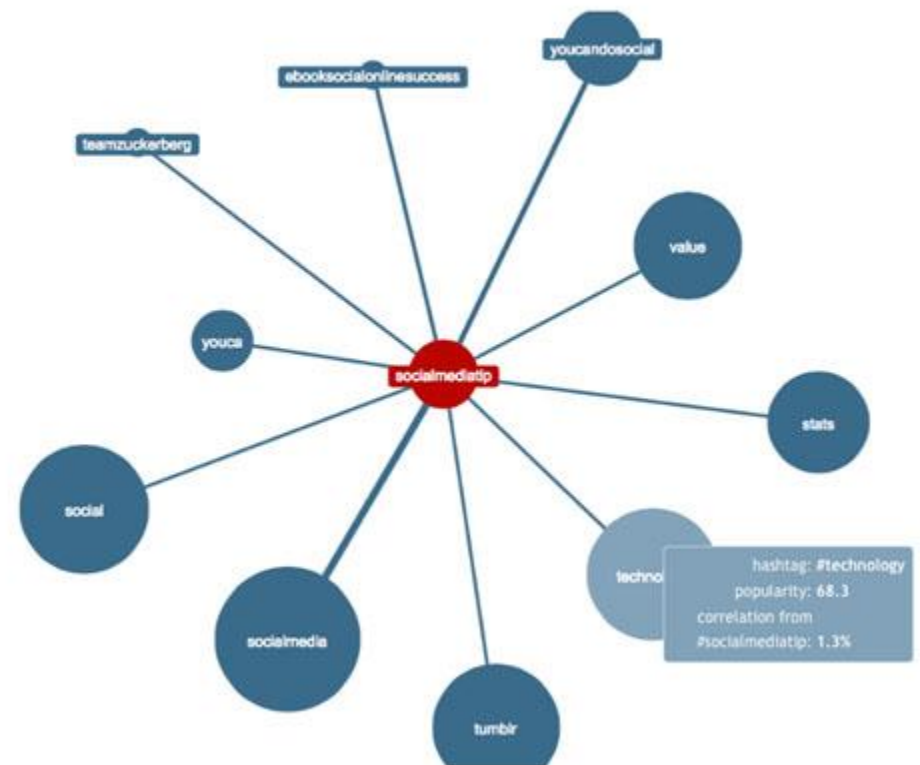 youcandosocial
ebooksocialonlinesuccess
teamzuckerberg
value
youca
socialmediatip
stats
social
techno
hashtag: #technology
popularity: 68.3
correlation from
#socialmediatip: 1.3%
socialmedia
tumblr